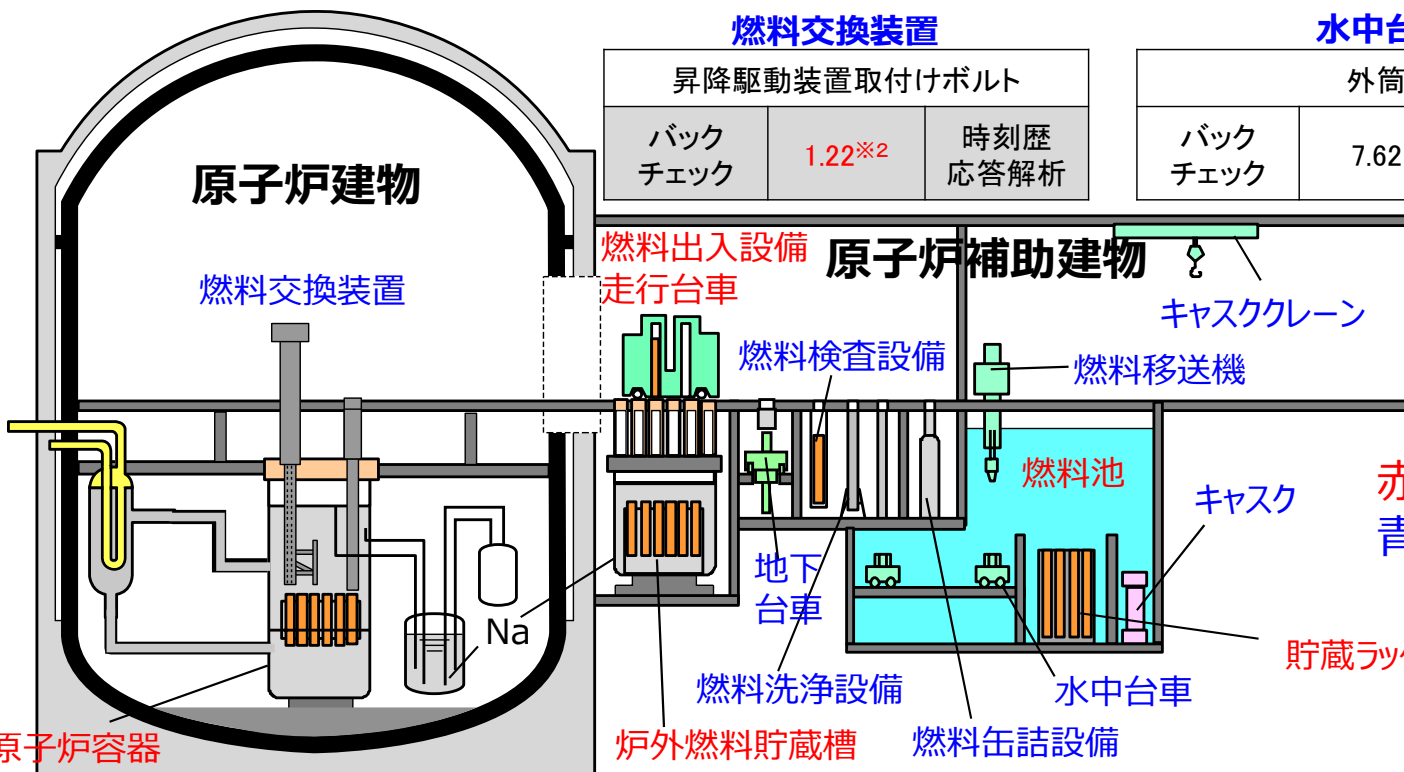 燃料交換装置
昇降駆動装置取付けボルト
バック
チェック
1.22※2
時刻歴
応答解析
水中台
外筒
バック
チェック
7.62
原子炉建物
燃料交換装置
燃料出入設備
走行台車
原子炉補助建物
キャスククレーン
燃料検査設備
燃料移送機
燃料池
キャスク
赤
青
地下
台車
Na
貯蔵ラック
燃料洗浄設備
水中台車
原子炉容器
炉外燃料貯蔵槽
燃料缶詰設備